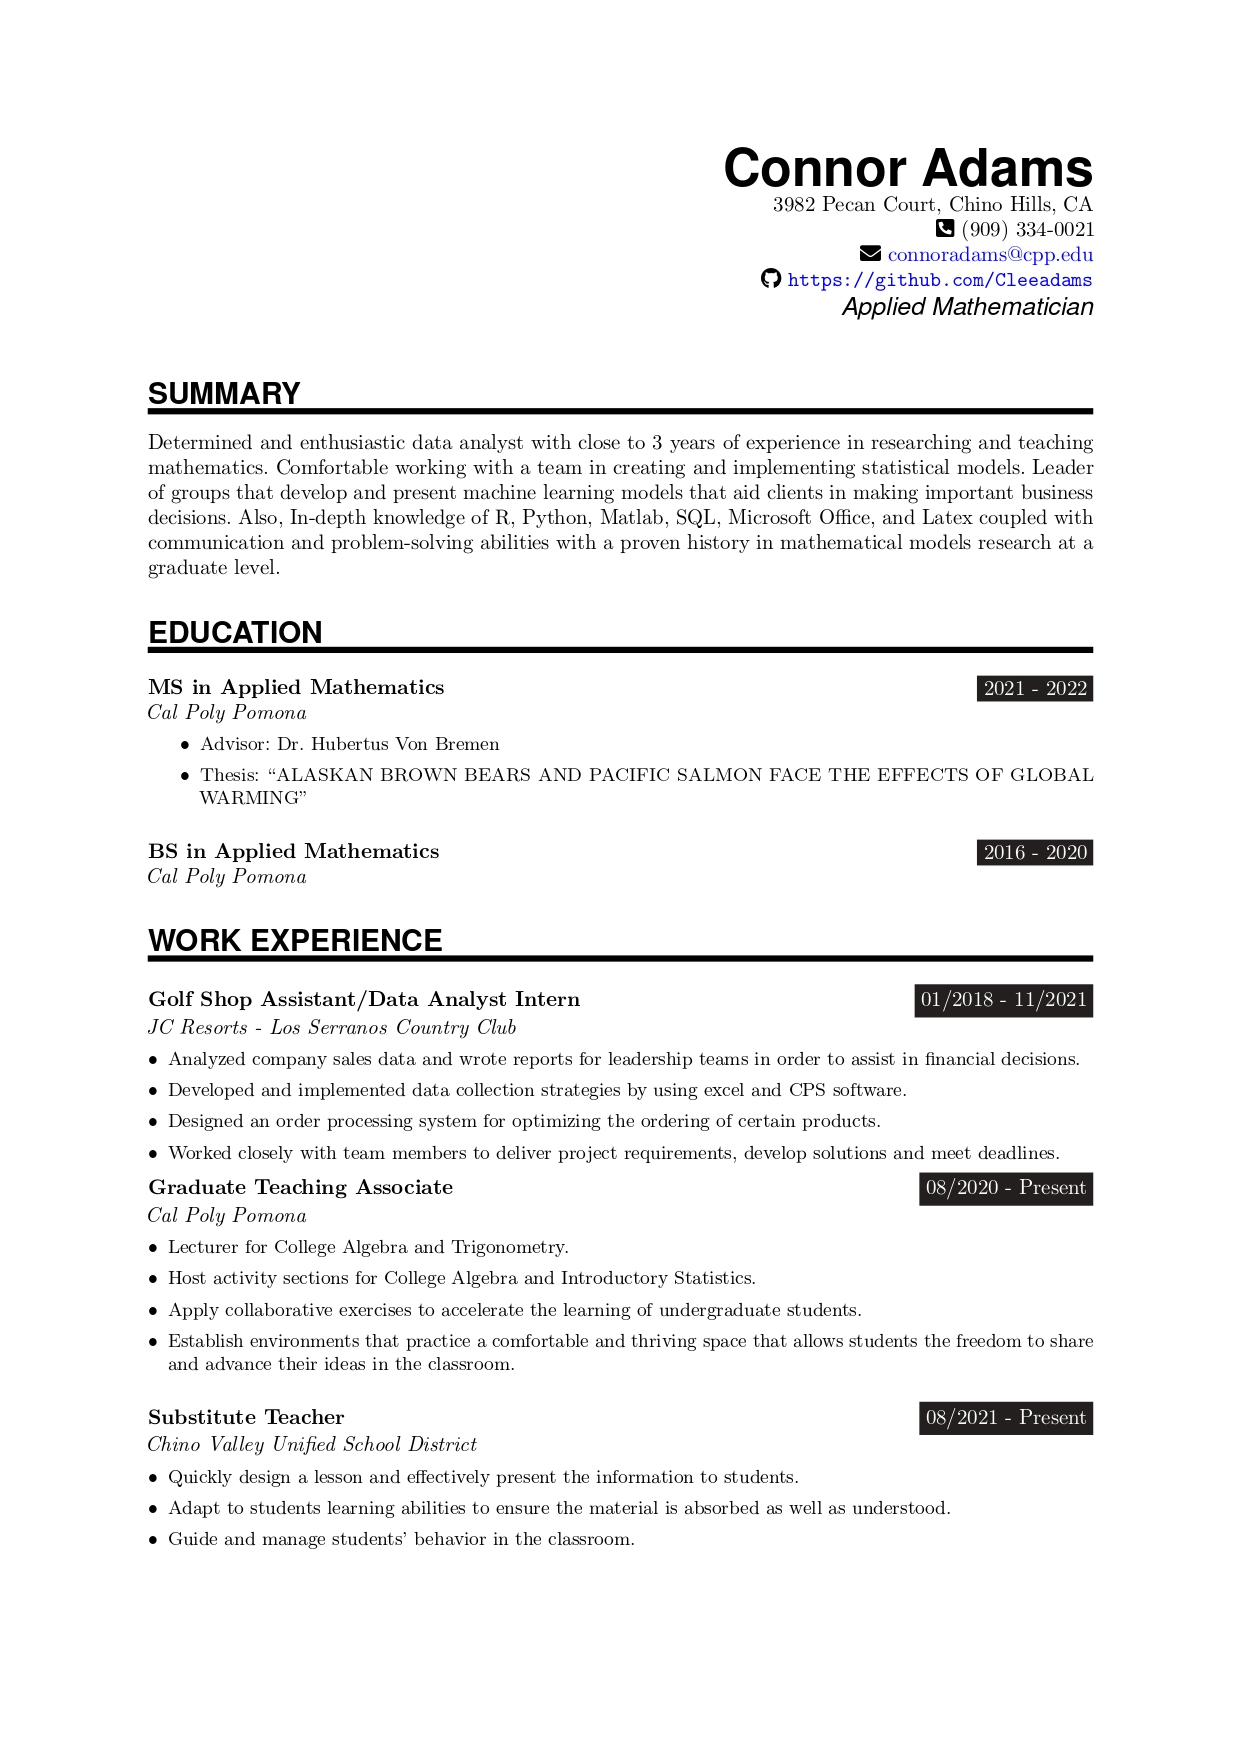 Connor Adams
3982 Pecan Court, Chino Hills, CA
(909) 334-0021
connoradams@cpp.edu
https://github.com/Cleeadams
Applied Mathematician
SUMMARY
Determined and enthusiastic data analyst with close to 3 years of experience in researching and teaching
mathematics. Comfortable working with a team in creating and implementing statistical models. Leader
of groups that develop and present machine learning models that aid clients in making important business
decisions. Also, In-depth knowledge of R, Python, Matlab, SQL, Microsoft Office, and Latex coupled with
communication and problem-solving abilities with a proven history in mathematical models research at a
graduate level.
EDUCATION
MS in Applied Mathematics 2021 - 2022
Cal Poly Pomona
• Advisor: Dr. Hubertus Von Bremen
• Thesis: “ALASKAN BROWN BEARS AND PACIFIC SALMON FACE THE EFFECTS OF GLOBAL
WARMING”
BS in Applied Mathematics 2016 - 2020
Cal Poly Pomona
WORK EXPERIENCE
Golf Shop Assistant/Data Analyst Intern 01/2018 - 11/2021
JC Resorts - Los Serranos Country Club
• Analyzed company sales data and wrote reports for leadership teams in order to assist in financial decisions.
• Developed and implemented data collection strategies by using excel and CPS software.
• Designed an order processing system for optimizing the ordering of certain products.
• Worked closely with team members to deliver project requirements, develop solutions and meet deadlines.
Graduate Teaching Associate 08/2020 - Present
Cal Poly Pomona
• Lecturer for College Algebra and Trigonometry.
• Host activity sections for College Algebra and Introductory Statistics.
• Apply collaborative exercises to accelerate the learning of undergraduate students.
• Establish environments that practice a comfortable and thriving space that allows students the freedom to share
and advance their ideas in the classroom.
Substitute Teacher 08/2021 - Present
Chino Valley Unified School District
• Quickly design a lesson and effectively present the information to students.
• Adapt to students learning abilities to ensure the material is absorbed as well as understood.
• Guide and manage students’ behavior in the classroom.